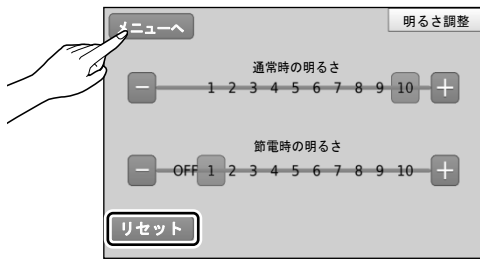 メニューへ
明るさ調整
通常時の明るさ
− 1 2 3 4 5 6 7 8 9 10 +
節電時の明るさ
− OFF 1 2 3 4 5 6 7 8 9 10 +
リセット